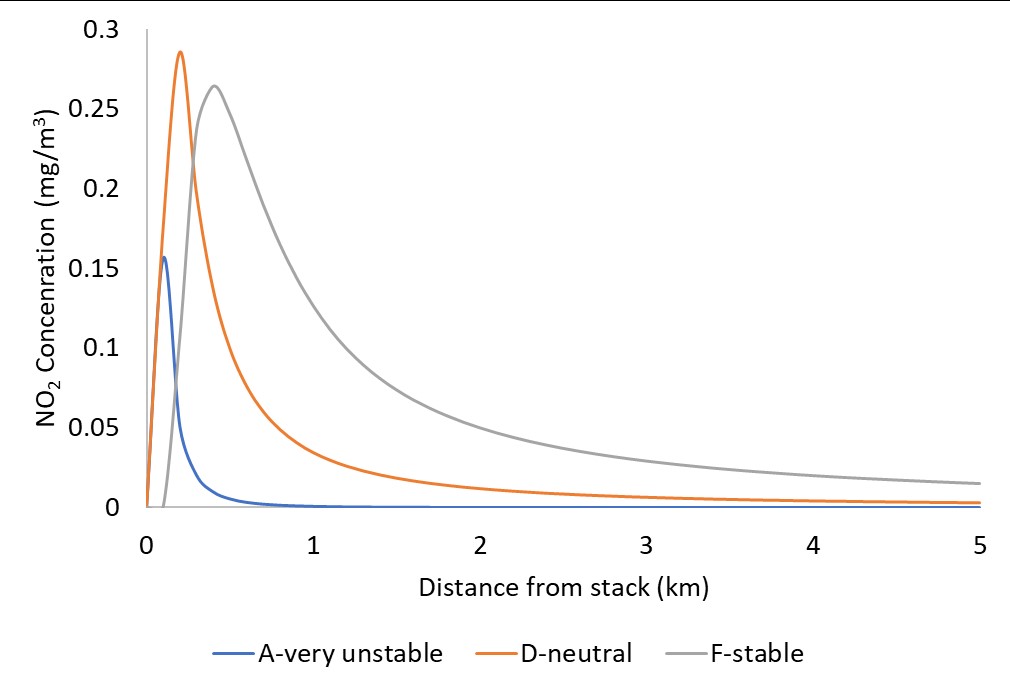 0.3
0.25
0.2
0.15
0.1
0.05
0
NO₂ Concenration (mg/m³)
0 1 2 3 4 5
Distance from stack (km)
A-very unstable D-neutral F-stable